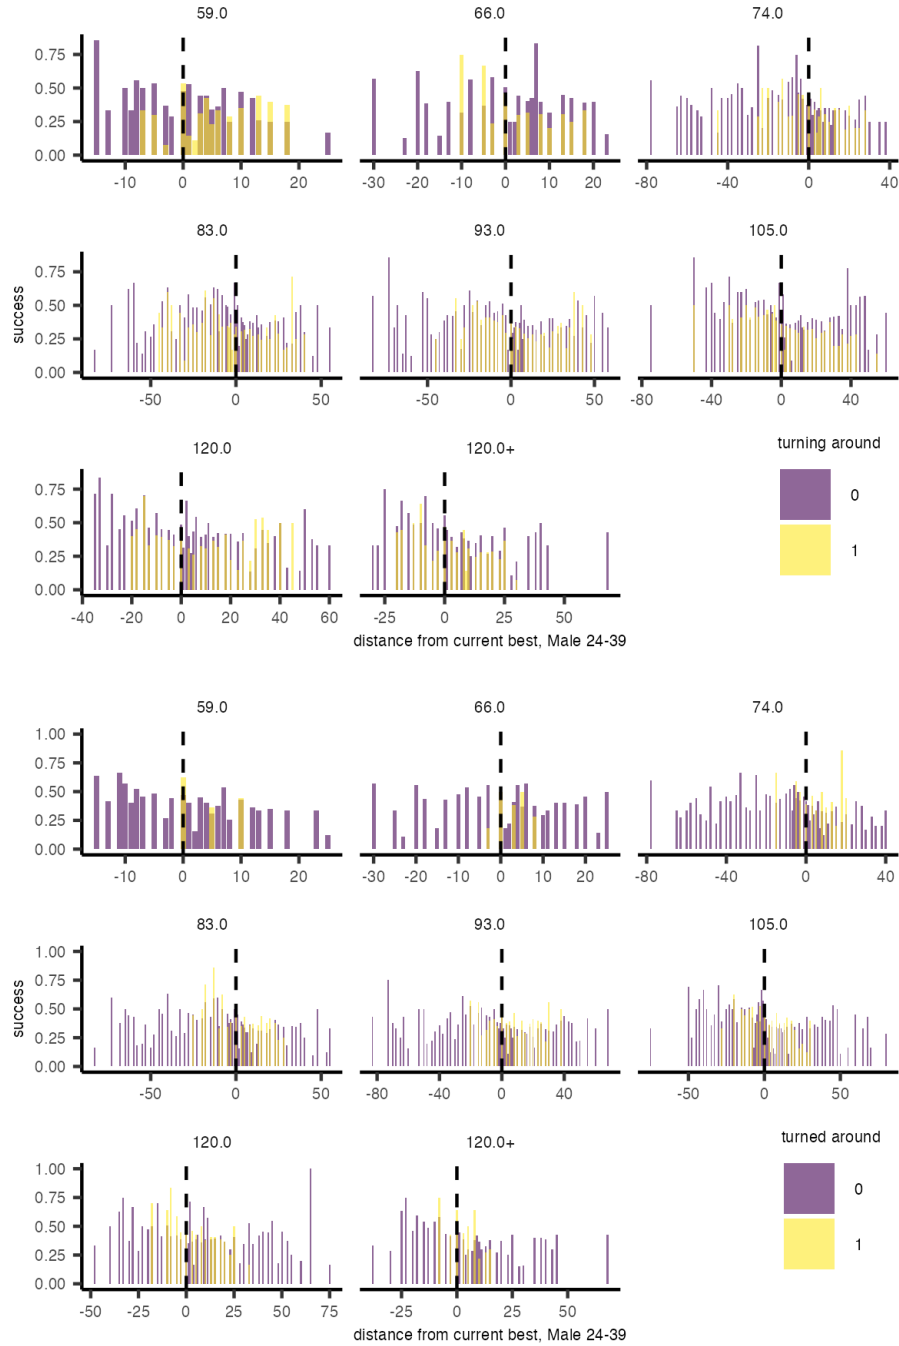 59.0 66.0 74.0
0.75
0.50
0.25
0.00
-10 0 10 20 -30 -20 -10 0 10 20 -80 -40 0 40
83.0 93.0 105.0
success
0.75
0.50
0.25
0.00
-50 0 50 -50 0 50 -80 -40 0 40
120.0 120.0+
turning around
0
1
0.75
0.50
0.25
0.00
-40 -20 0 20 40 60 -25 0 25 50
distance from current best, Male 24-39
59.0 66.0 74.0
1.00
0.75
0.50
0.25
0.00
-10 0 10 20 -30 -20 -10 0 10 20 -80 -40 0 40
83.0 93.0 105.0
success
1.00
0.75
0.50
0.25
0.00
-50 0 50 -80 -40 0 40 -50 0 50
120.0 120.0+
turned around
0
1
1.00
0.75
0.50
0.25
0.00
-50 -25 0 25 50 75 -25 0 25 50
distance from current best, Male 24-39